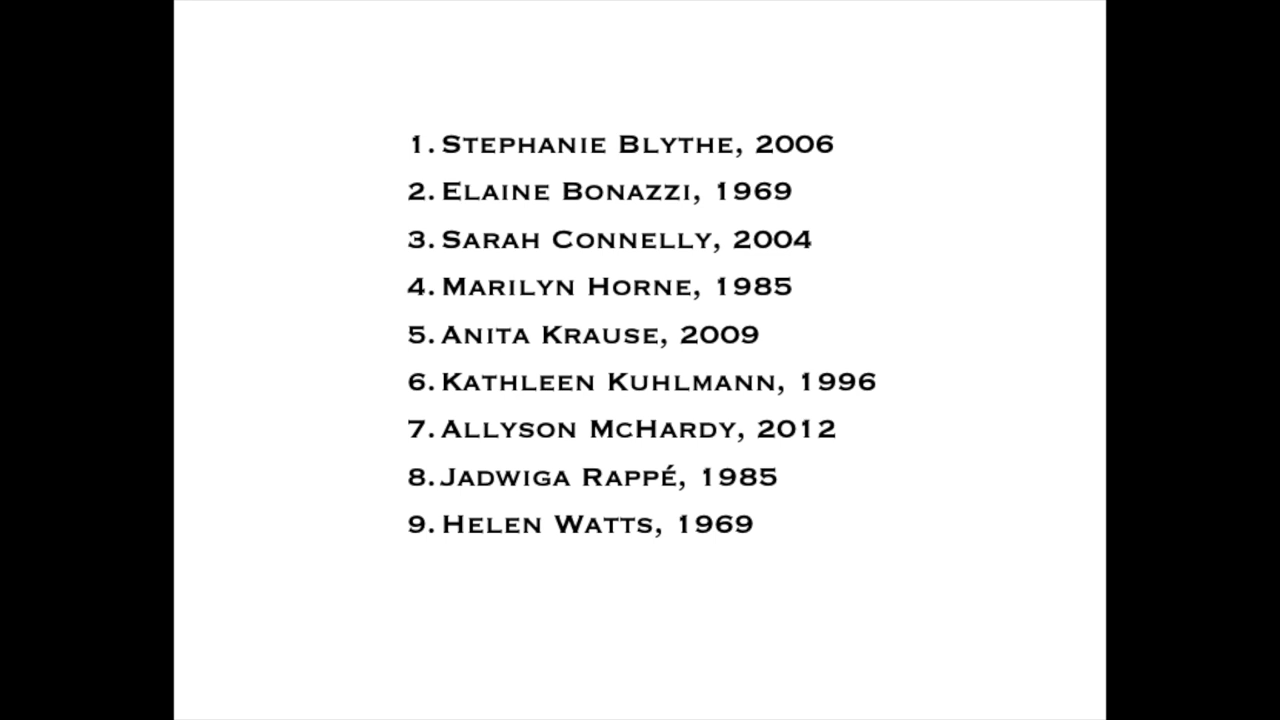 1. Stephanie Blythe, 2006
2. Elaine Bonazzi, 1969
3. Sarah Connelly, 2004
4. Marilyn Horne, 1985
5. Anita Krause, 2009
6. Kathleen Kuhlmann, 1996
7. Allyson McHardy, 2012
8. Jadwiga Rappé, 1985
9. Helen Watts, 1969